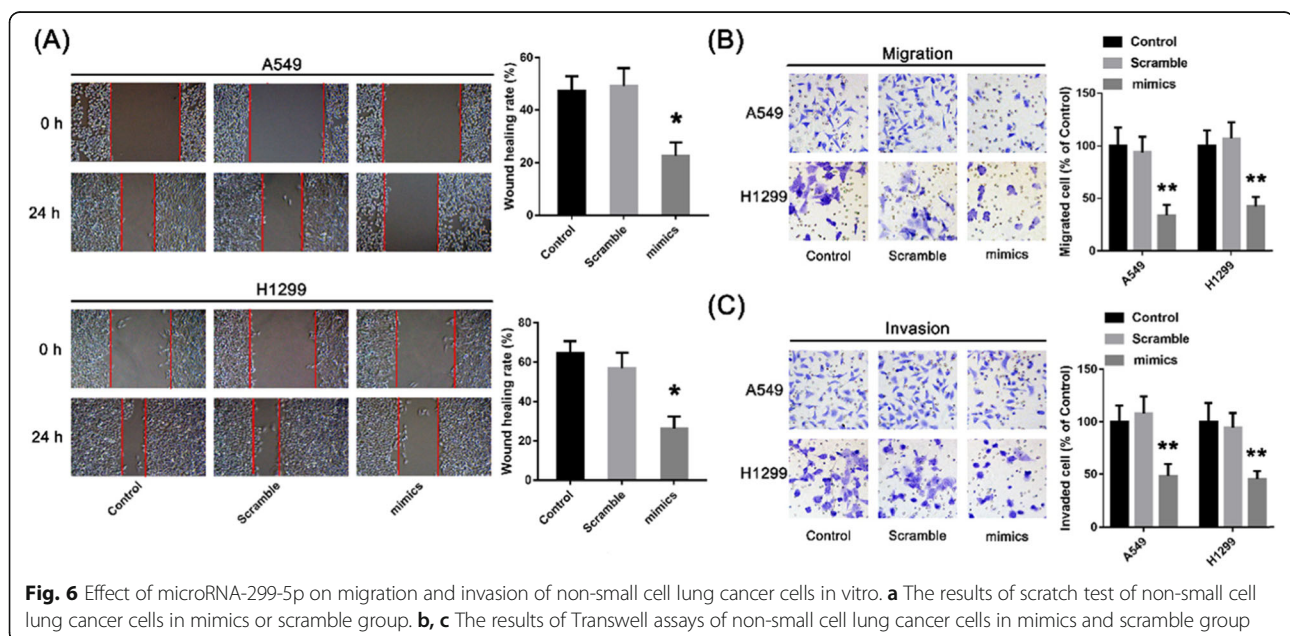 (A)
A549
0 h
24 h
Wound healing rate (%)
60
40
20
0
Control
Scramble
mimics
*
H1299
0 h
24 h
Control
Scramble
mimics
Wound healing rate (%)
80
60
40
20
0
Control
Scramble
mimics
*
(B)
Migration
A549
H1299
Control
Scramble
mimics
Control
Scramble
mimics
Migrated cell (% of Control)
150
100
50
0
**
**
A549
H1299
(C)
Invasion
A549
H1299
Control
Scramble
mimics
Control
Scramble
mimics
Invaded cell (% of Control)
150
100
50
0
**
**
A549
H1299
Fig. 6 Effect of microRNA-299-5p on migration and invasion of non-small cell lung cancer cells in vitro. a The results of scratch test of non-small cell
lung cancer cells in mimics or scramble group. b, c The results of Transwell assays of non-small cell lung cancer cells in mimics and scramble group